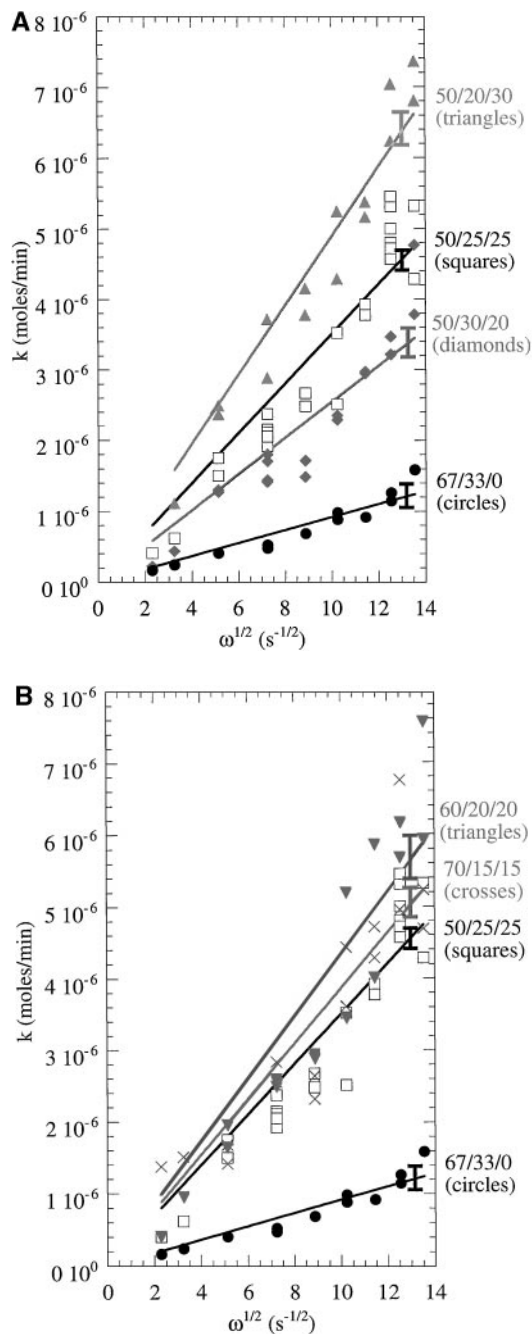 A
8 10⁻⁶
7 10⁻⁶
6 10⁻⁶
5 10⁻⁶
4 10⁻⁶
3 10⁻⁶
2 10⁻⁶
1 10⁻⁶
0 10⁰
k (moles/min)
50/20/30
(triangles)
50/25/25
(squares)
50/30/20
(diamonds)
67/33/0
(circles)
0 2 4 6 8 10 12 14
ω^1/2 (s^-1/2)
B
8 10⁻⁶
7 10⁻⁶
6 10⁻⁶
5 10⁻⁶
4 10⁻⁶
3 10⁻⁶
2 10⁻⁶
1 10⁻⁶
0 10⁰
k (moles/min)
60/20/20
(triangles)
70/15/15
(crosses)
50/25/25
(squares)
67/33/0
(circles)
0 2 4 6 8 10 12 14
ω^1/2 (s^-1/2)